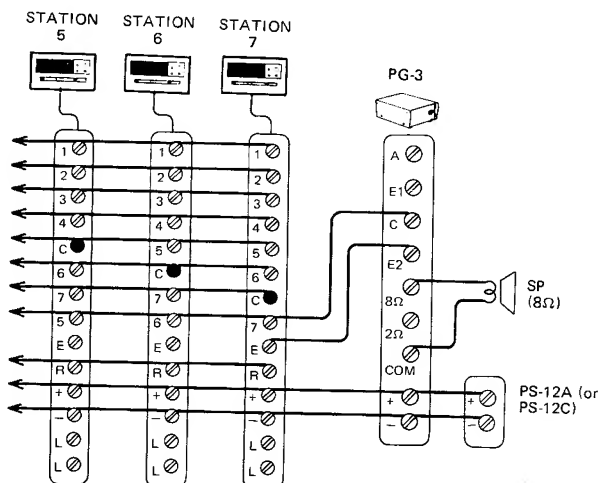 STATION
5
STATION
6
STATION
7
PG-3
1
2
3
4
C
6
7
5
E
R
+
−
L
L
1
2
3
4
5
C
7
6
E
R
+
−
L
L
1
2
3
4
5
6
C
7
E
R
+
−
L
L
A
E1
C
E2
8Ω
2Ω
COM
+
−
SP
(8Ω)
+
−
PS-12A (or
PS-12C)